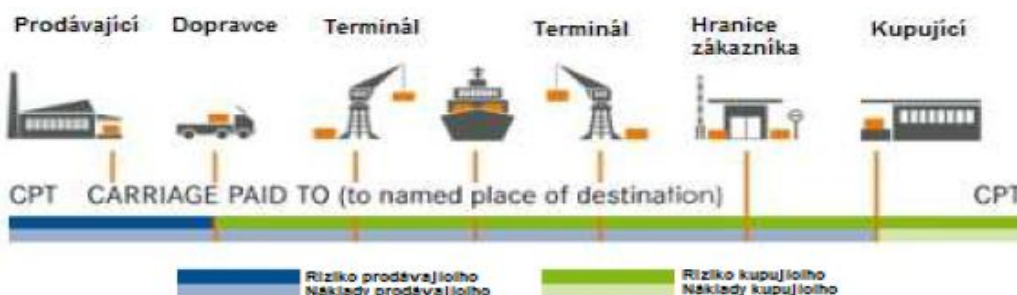 Prodávající Dopravce Terminál Terminál Hranice zákazníka Kupující
CPT CARRIAGE PAID TO (to named place of destination) CPT
Riziko prodávajícího Riziko kupujícího
Náklady prodávajícího Náklady kupujícího